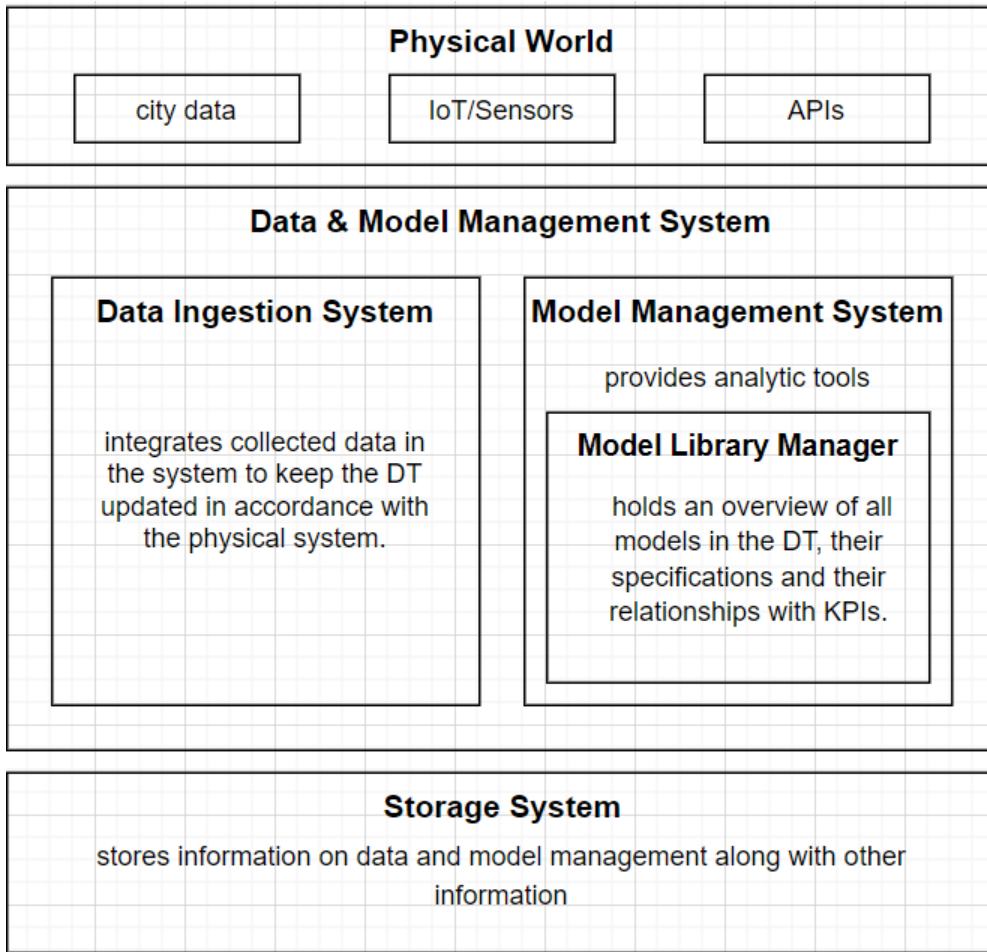 Physical World
city data
IoT/Sensors
APIs
Data & Model Management System
Data Ingestion System
integrates collected data in
the system to keep the DT
updated in accordance with
the physical system.
Model Management System
provides analytic tools
Model Library Manager
holds an overview of all
models in the DT, their
specifications and their
relationships with KPIs.
Storage System
stores information on data and model management along with other
information